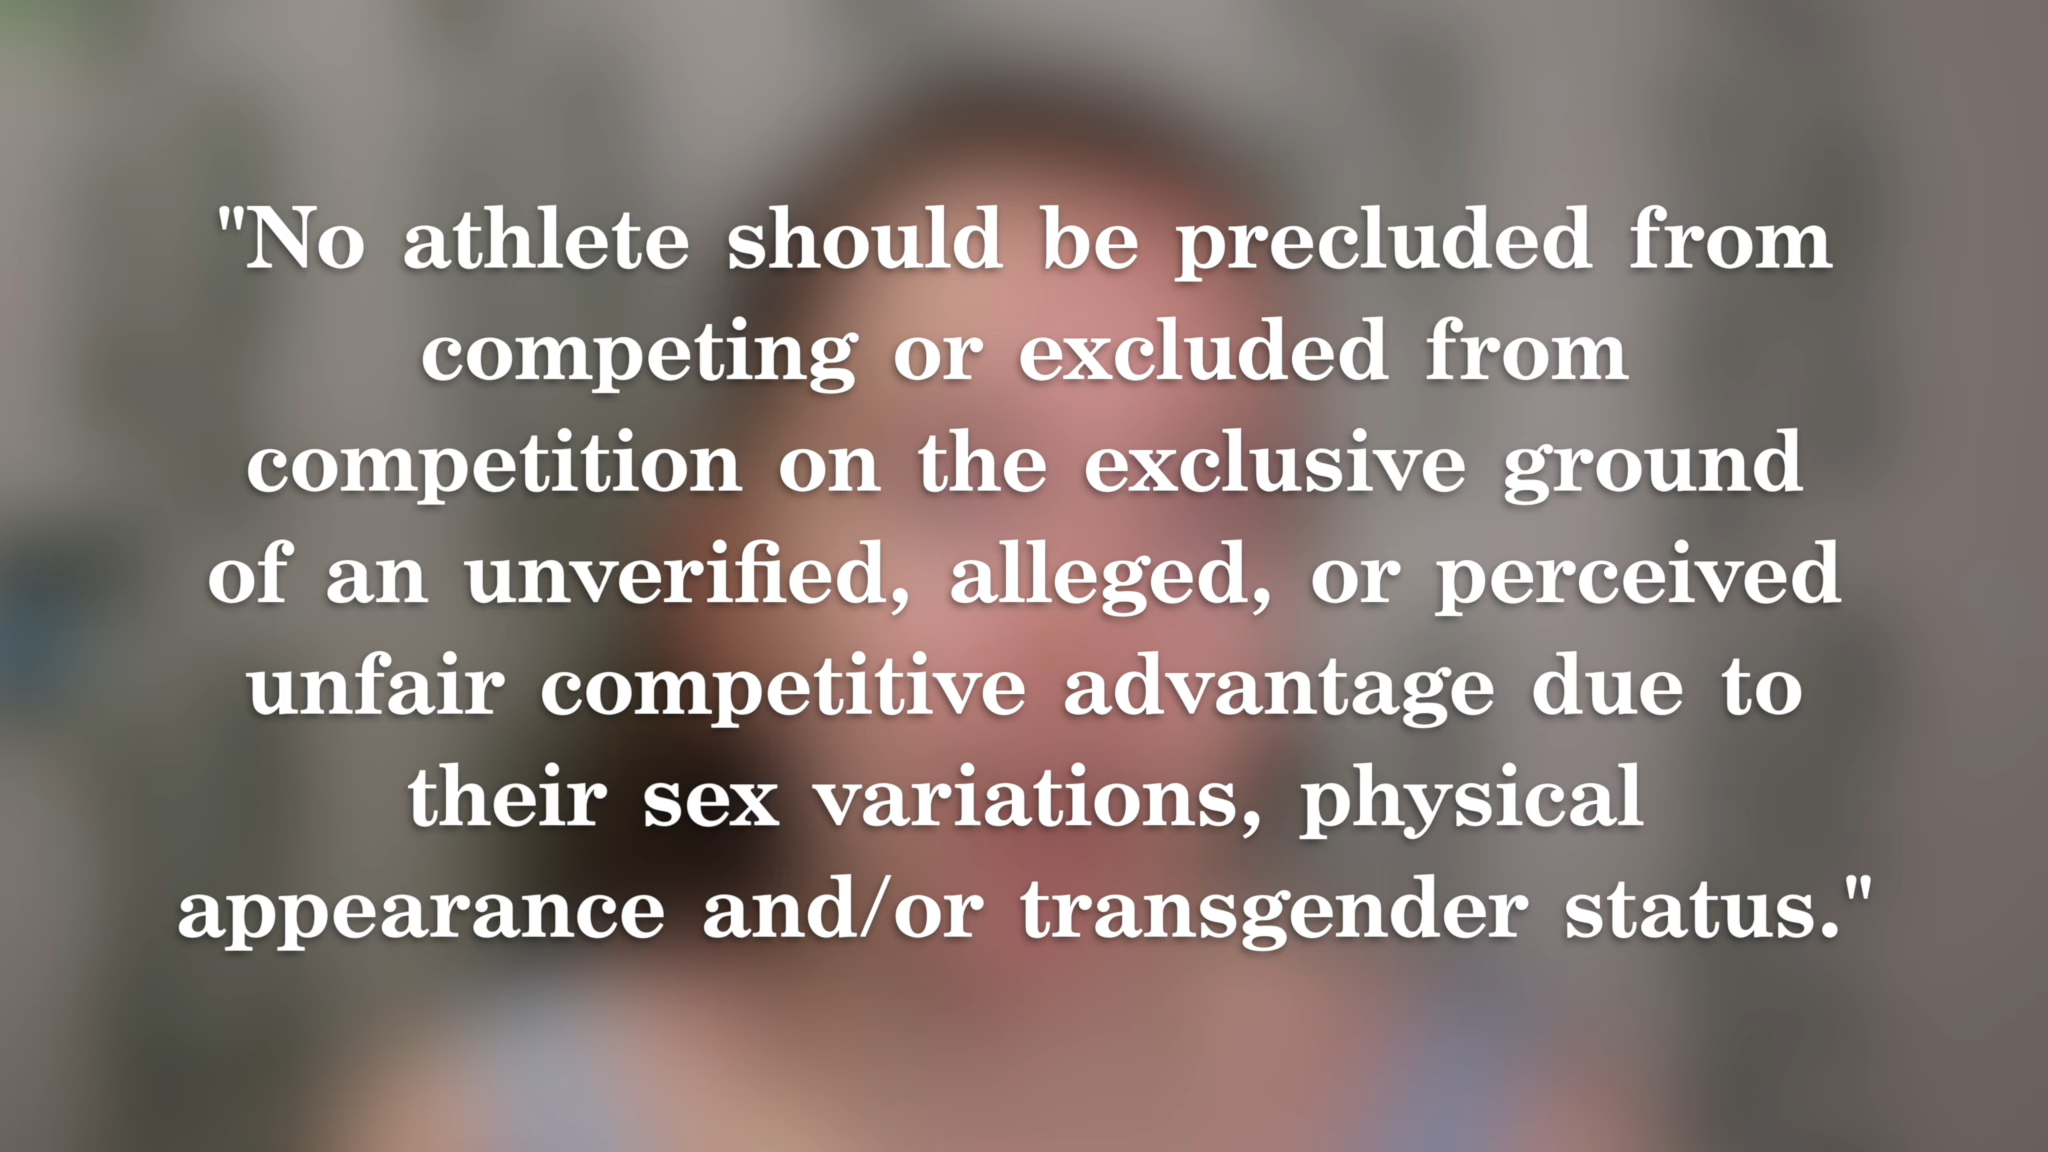 "No athlete should be precluded from
competing or excluded from
competition on the exclusive ground
of an unverified, alleged, or perceived
unfair competitive advantage due to
their sex variations, physical
appearance and/or transgender status."